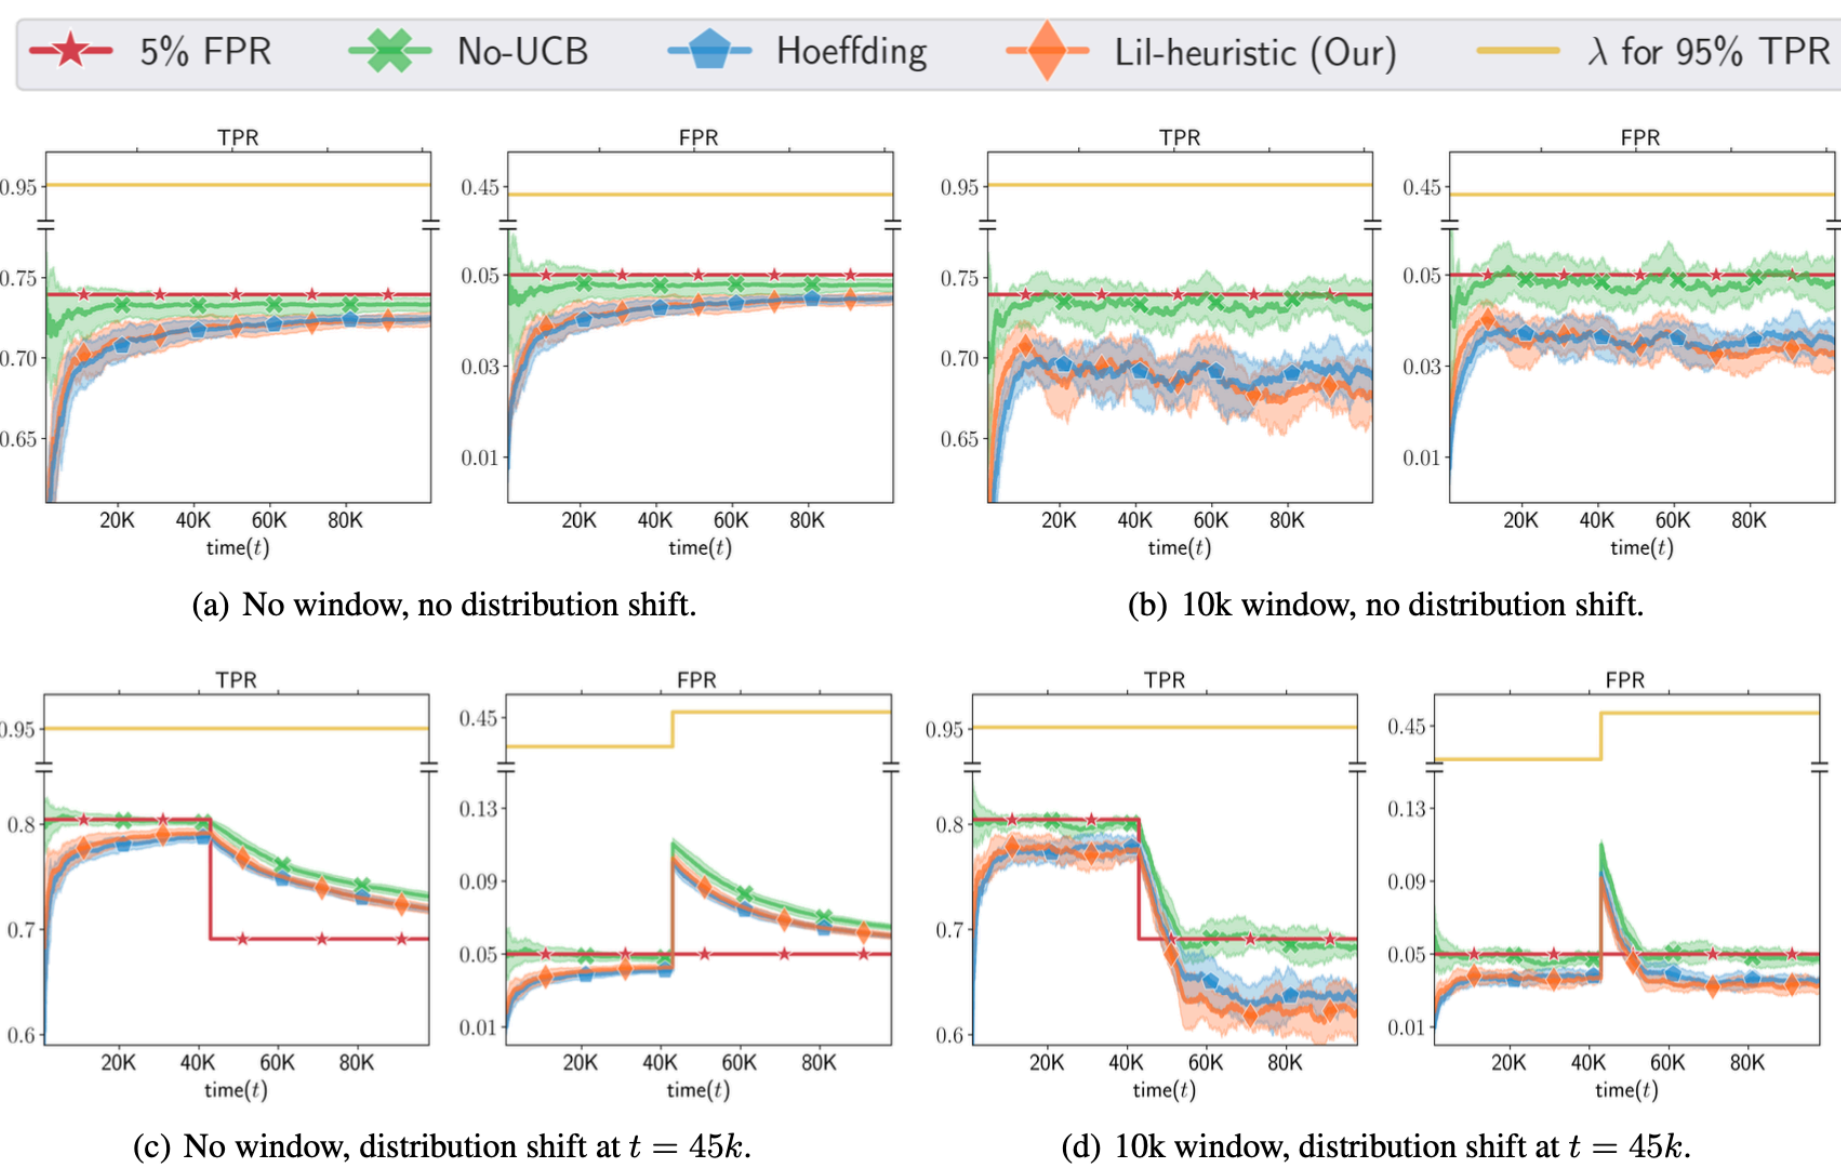 5% FPR No-UCB Hoeffding Lil-heuristic (Our) λ for 95% TPR
TPR
0.95
0.75
0.70
0.65
20K 40K 60K 80K
time(t)
FPR
0.45
0.05
0.03
0.01
20K 40K 60K 80K
time(t)
(a) No window, no distribution shift.
TPR
0.95
0.75
0.70
0.65
20K 40K 60K 80K
time(t)
FPR
0.45
0.05
0.03
0.01
20K 40K 60K 80K
time(t)
(b) 10k window, no distribution shift.
TPR
0.95
0.8
0.7
0.6
20K 40K 60K 80K
time(t)
FPR
0.45
0.13
0.09
0.05
0.01
20K 40K 60K 80K
time(t)
(c) No window, distribution shift at t = 45k.
TPR
0.95
0.8
0.7
0.6
20K 40K 60K 80K
time(t)
FPR
0.45
0.13
0.09
0.05
0.01
20K 40K 60K 80K
time(t)
(d) 10k window, distribution shift at t = 45k.